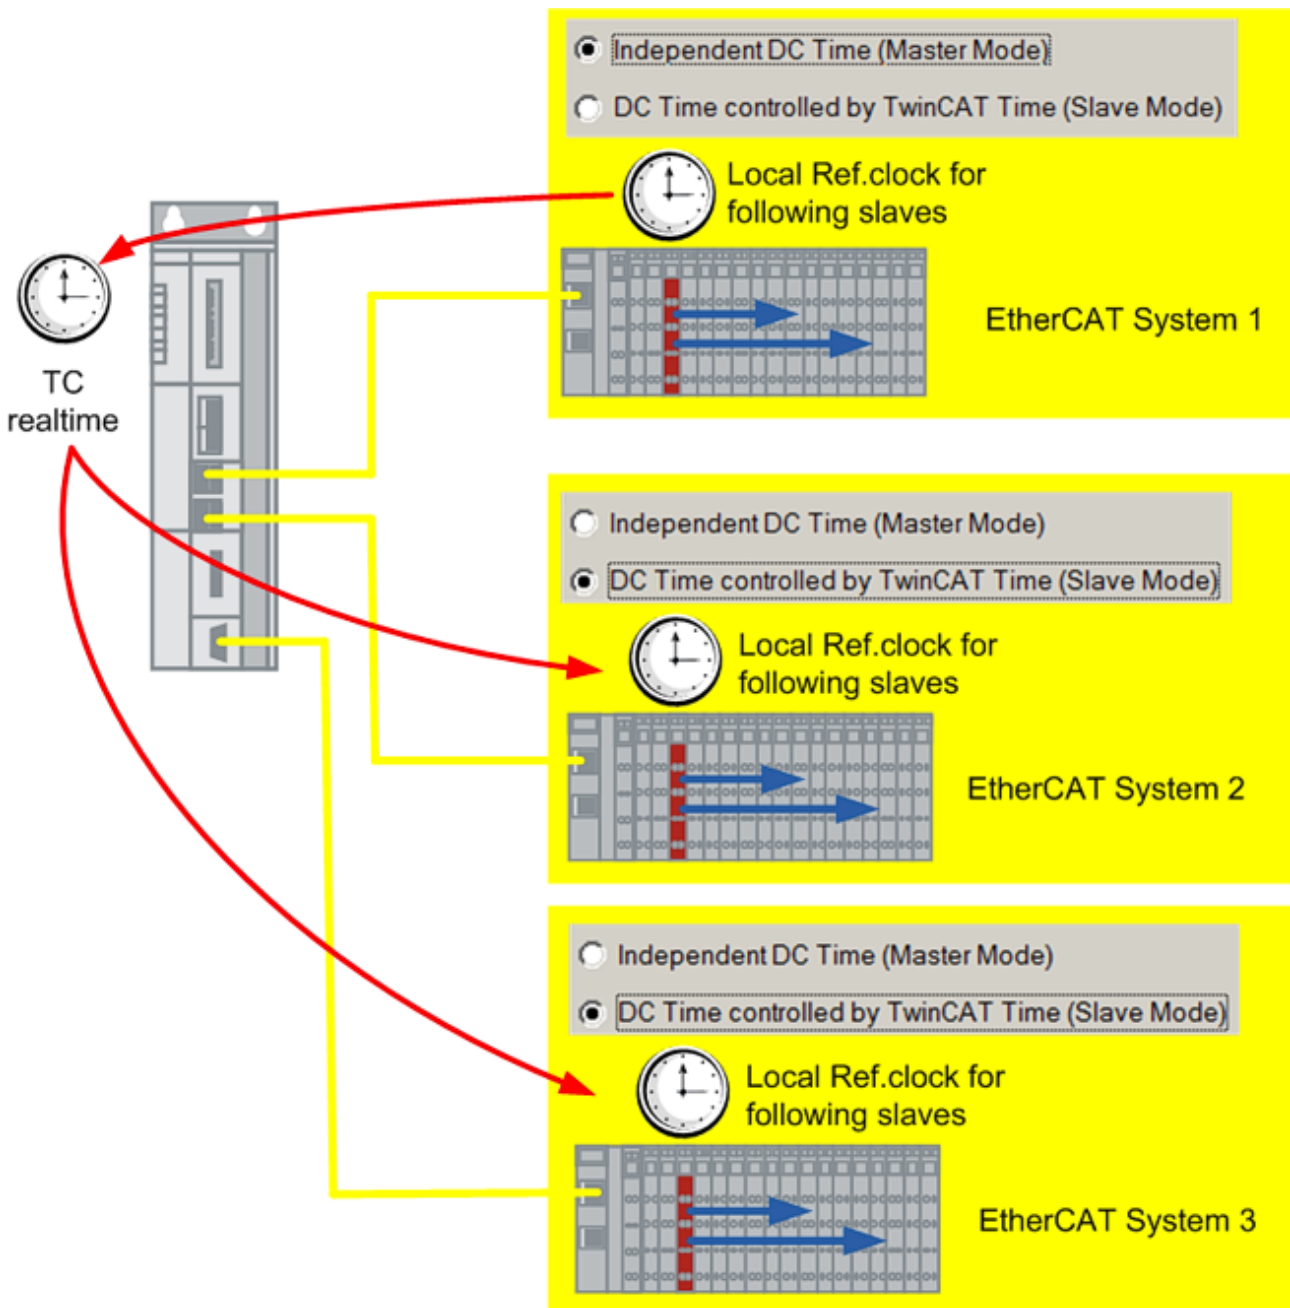 Independent DC Time (Master Mode)
DC Time controlled by TwinCAT Time (Slave Mode)
Local Ref.clock for
following slaves
EtherCAT System 1
TC
realtime
Independent DC Time (Master Mode)
DC Time controlled by TwinCAT Time (Slave Mode)
Local Ref.clock for
following slaves
EtherCAT System 2
Independent DC Time (Master Mode)
DC Time controlled by TwinCAT Time (Slave Mode)
Local Ref.clock for
following slaves
EtherCAT System 3